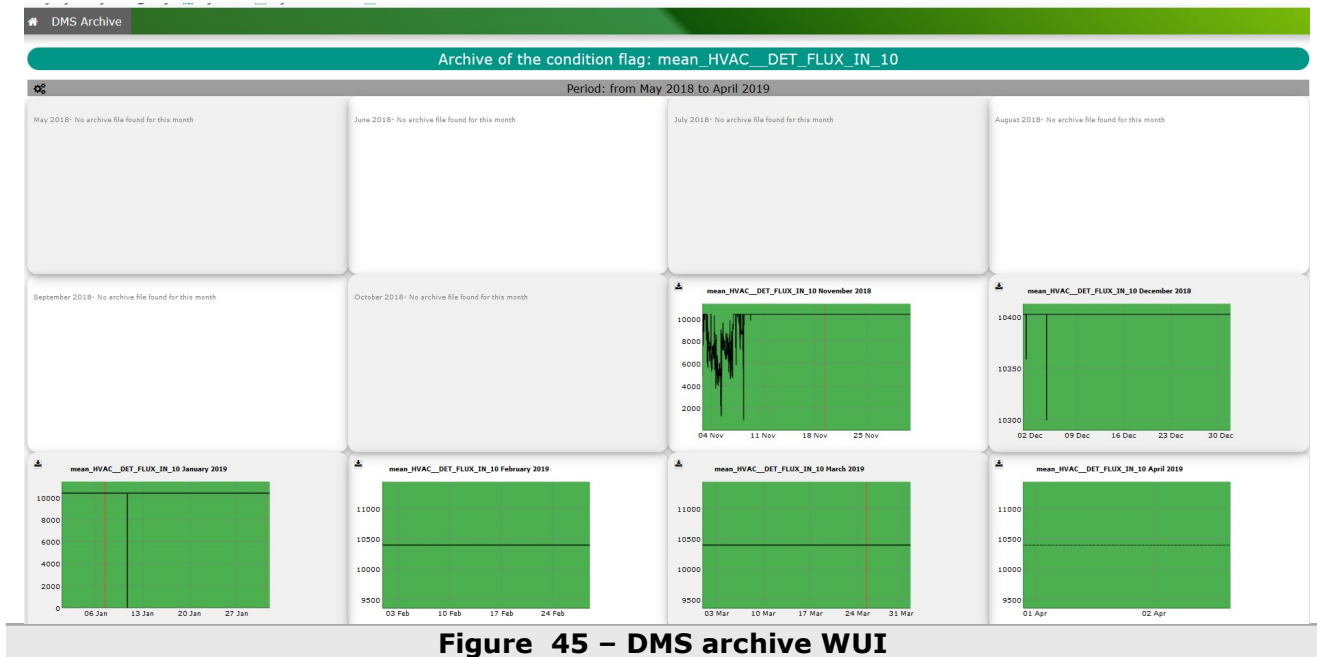 DMS Archive
Archive of the condition flag: mean_HVAC__DET_FLUX_IN_10
Period: from May 2018 to April 2019
May 2018- No archive file found for this month
June 2018- No archive file found for this month
July 2018- No archive file found for this month
August 2018- No archive file found for this month
September 2018- No archive file found for this month
October 2018- No archive file found for this month
mean_HVAC__DET_FLUX_IN_10 November 2018
10000
8000
6000
4000
2000
04 Nov 11 Nov 18 Nov 25 Nov
mean_HVAC__DET_FLUX_IN_10 December 2018
10400
10350
10300
02 Dec 09 Dec 16 Dec 23 Dec 30 Dec
mean_HVAC__DET_FLUX_IN_10 January 2019
10000
8000
6000
4000
2000
0
06 Jan 13 Jan 20 Jan 27 Jan
mean_HVAC__DET_FLUX_IN_10 February 2019
11000
10500
10000
9500
03 Feb 10 Feb 17 Feb 24 Feb
mean_HVAC__DET_FLUX_IN_10 March 2019
11000
10500
10000
9500
03 Mar 10 Mar 17 Mar 24 Mar 31 Mar
mean_HVAC__DET_FLUX_IN_10 April 2019
11000
10500
10000
9500
01 Apr 02 Apr
Figure 45 – DMS archive WUI